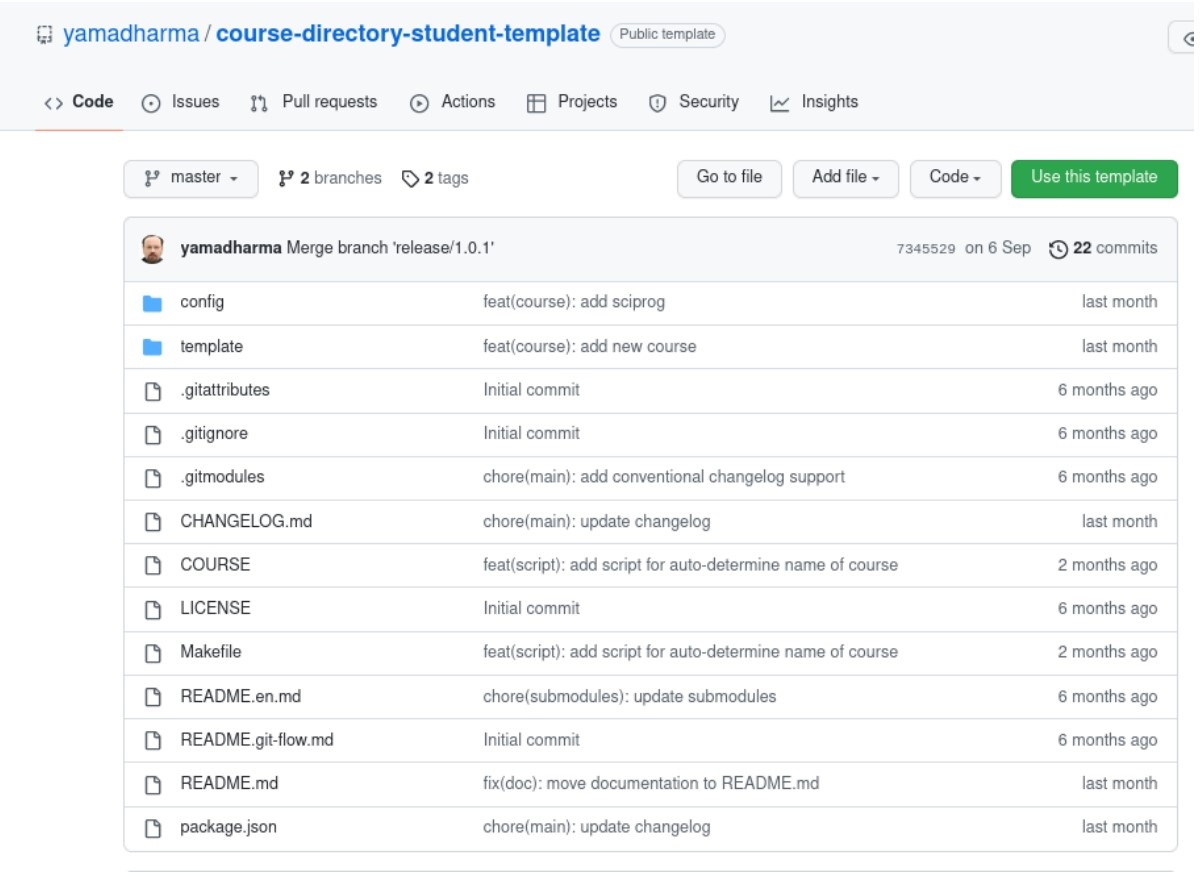 yamadharma / course-directory-student-template Public template
Code Issues Pull requests Actions Projects Security Insights
master 2 branches 2 tags Go to file Add file Code Use this template
yamadharma Merge branch 'release/1.0.1' 7345529 on 6 Sep 22 commits
config feat(course): add sciprog last month
template feat(course): add new course last month
.gitattributes Initial commit 6 months ago
.gitignore Initial commit 6 months ago
.gitmodules chore(main): add conventional changelog support 6 months ago
CHANGELOG.md chore(main): update changelog last month
COURSE feat(script): add script for auto-determine name of course 2 months ago
LICENSE Initial commit 6 months ago
Makefile feat(script): add script for auto-determine name of course 2 months ago
README.en.md chore(submodules): update submodules 6 months ago
README.git-flow.md Initial commit 6 months ago
README.md fix(doc): move documentation to README.md last month
package.json chore(main): update changelog last month